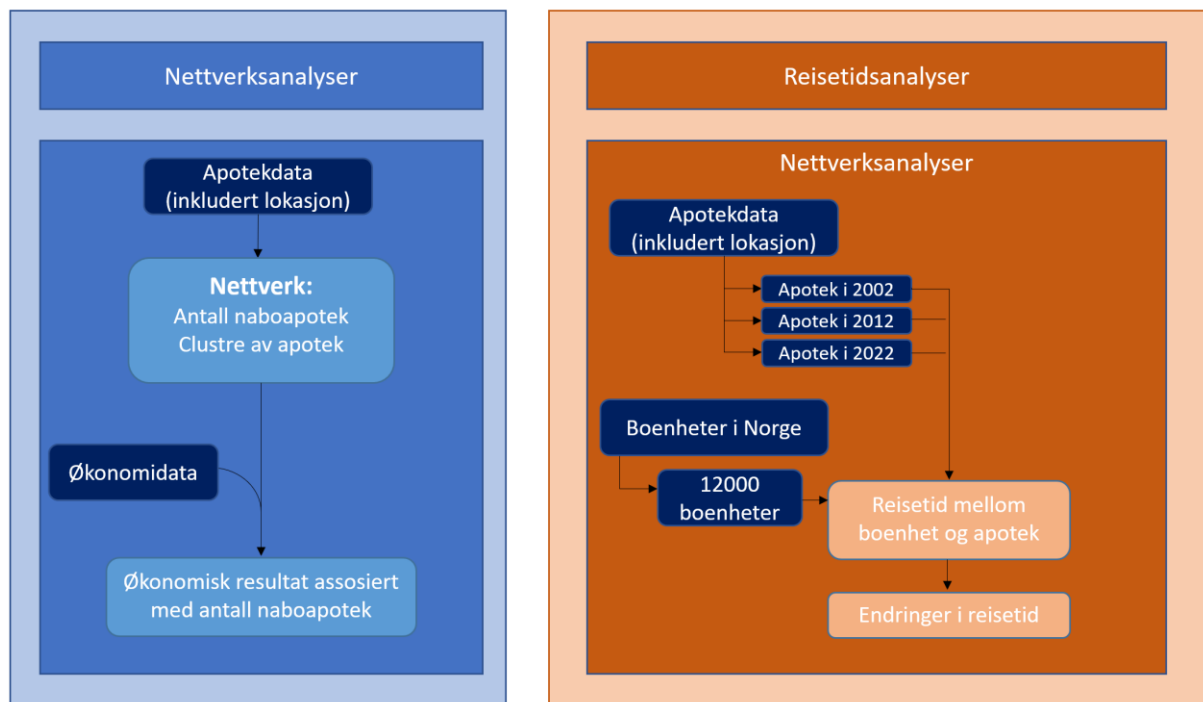 Nettverksanalyser
Apotekdata
(inkludert lokasjon)
Nettverk:
Antall naboapotek
Clustre av apotek
Økonomidata
Økonomisk resultat assosiert
med antall naboapotek
Reisetidsanalyser
Nettverksanalyser
Apotekdata
(inkludert lokasjon)
Apotek i 2002
Apotek i 2012
Apotek i 2022
Boenheter i Norge
12000
boenheter
Reisetid mellom
boenhet og apotek
Endringer i reisetid